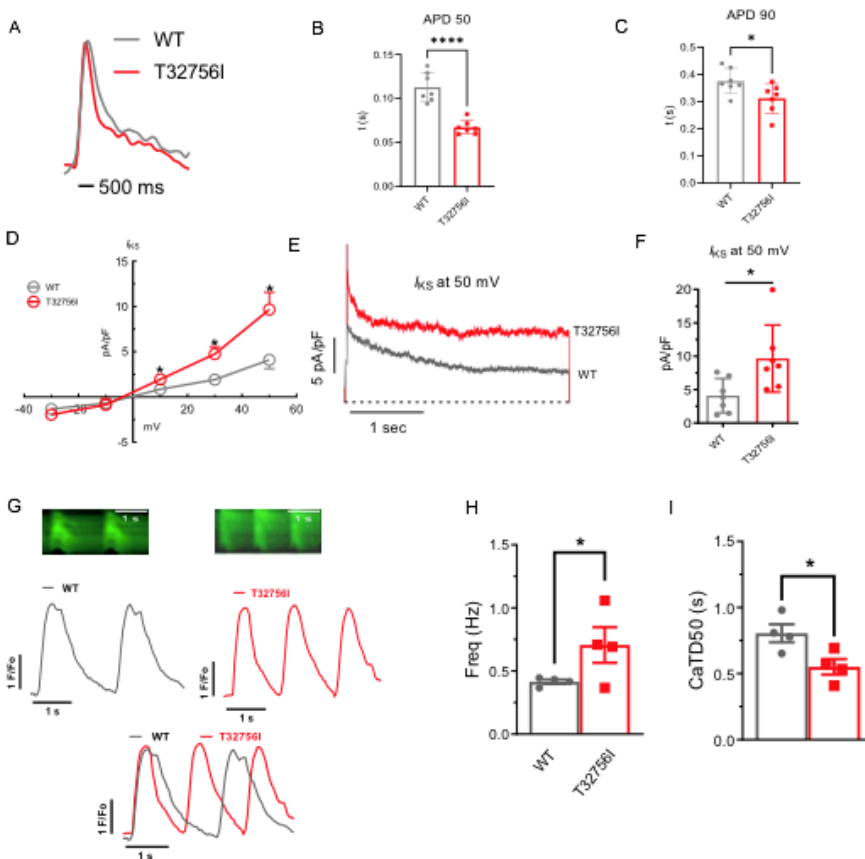 A
WT
T32756I
500 ms
B
APD 50
****
t (s)
0.15
0.10
0.05
0.00
WT
T32756I
C
APD 90
*
t (s)
0.5
0.4
0.3
0.2
0.1
0.0
WT
T32756I
D
IKS
WT
T32756I
pA/pF
15
10
5
-5
-40
-20
20
40
60
mV
★
★
★
E
IKS at 50 mV
T32756I
WT
5 pA/pF
1 sec
F
IKS at 50 mV
*
pA/pF
20
15
10
5
0
WT
T32756I
G
1 s
1 s
WT
T32756I
1 F/Fo
1 s
1 F/Fo
1 s
WT
T32756I
1 F/Fo
1 s
H
*
Freq (Hz)
1.5
1.0
0.5
0.0
WT
T32756I
I
*
CaTD50 (s)
1.5
1.0
0.5
0.0